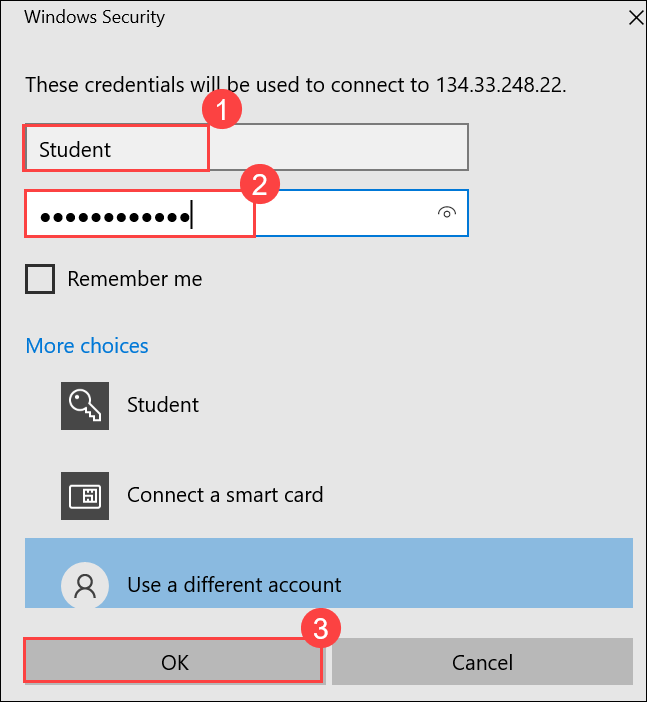 Windows Security
These credentials will be used to connect to 134.33.248.22.
1
Student
2
●●●●●●●●●●●●
Remember me
More choices
Student
Connect a smart card
Use a different account
3
OK
Cancel